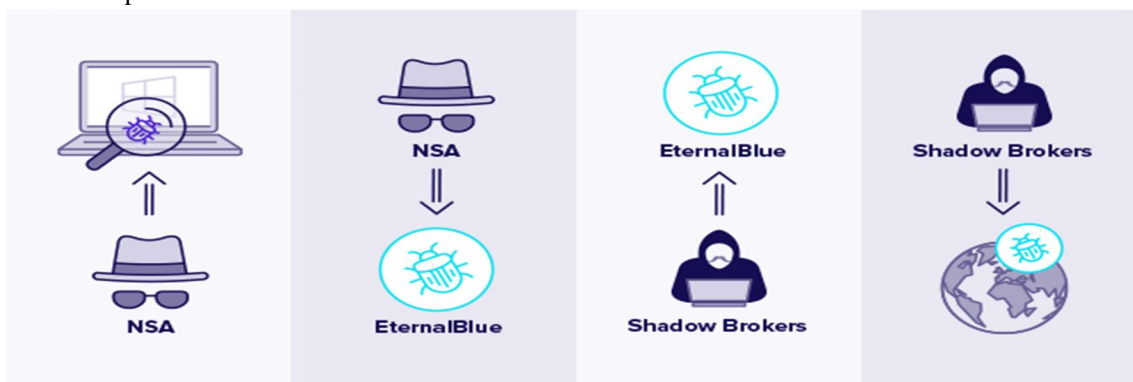 NSA
EternalBlue
Shadow Brokers
NSA
EternalBlue
Shadow Brokers